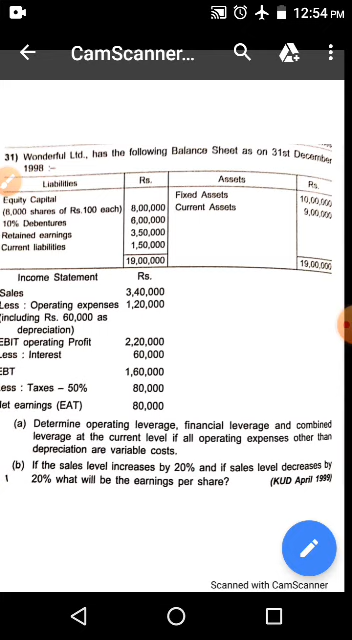 12:54 PM
CamScanner...
31) Wonderful Ltd., has the following Balance Sheet as on 31st December
1998 :-
Liabilities Rs. Assets Rs.
Equity Capital Fixed Assets 10,00,000
(8,000 shares of Rs.100 each) 8,00,000 Current Assets 9,00,000
10% Debentures 6,00,000
Retained earnings 3,50,000
Current liabilities 1,50,000
19,00,000 19,00,000
Income Statement Rs.
Sales 3,40,000
Less : Operating expenses 1,20,000
(including Rs. 60,000 as
depreciation)
EBIT operating Profit 2,20,000
Less : Interest 60,000
EBT 1,60,000
ess : Taxes – 50% 80,000
let earnings (EAT) 80,000
(a) Determine operating leverage, financial leverage and combined
leverage at the current level if all operating expenses other than
depreciation are variable costs.
(b) If the sales level increases by 20% and if sales level decreases by
20% what will be the earnings per share? (KUD April 1999)
Scanned with CamScanner